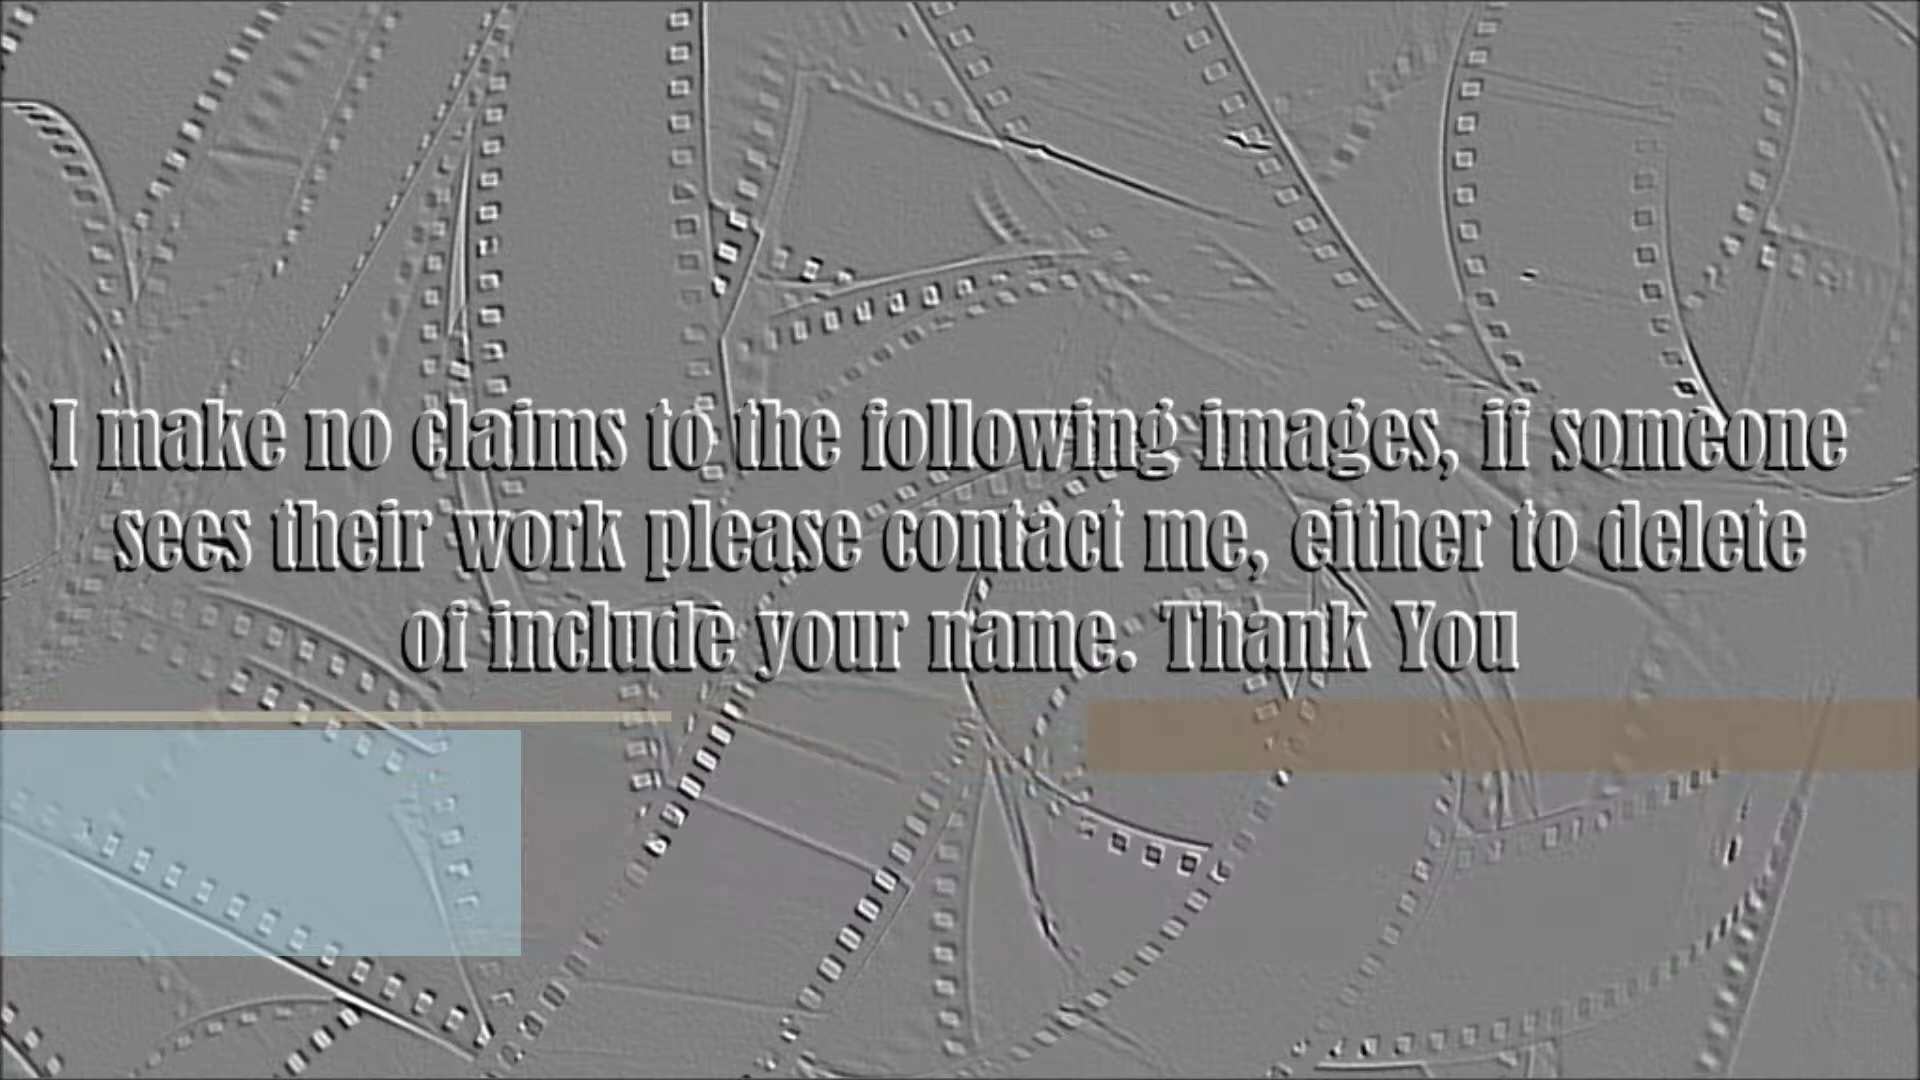 I make no claims to the following images, if someone
sees their work please contact me, either to delete
of include your name. Thank You